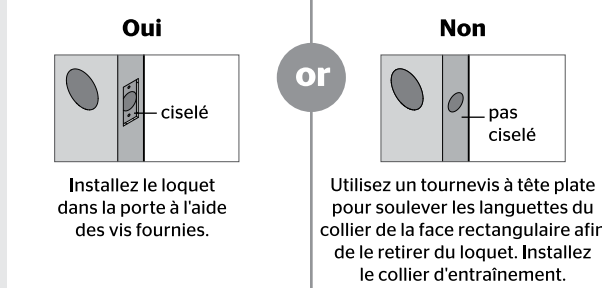 Oui
ciselé
Installez le loquet
dans la porte à l'aide
des vis fournies.
or
Non
pas
ciselé
Utilisez un tournevis à tête plate
pour soulever les languettes du
collier de la face rectangulaire afin
de le retirer du loquet. Installez
le collier d'entraînement.